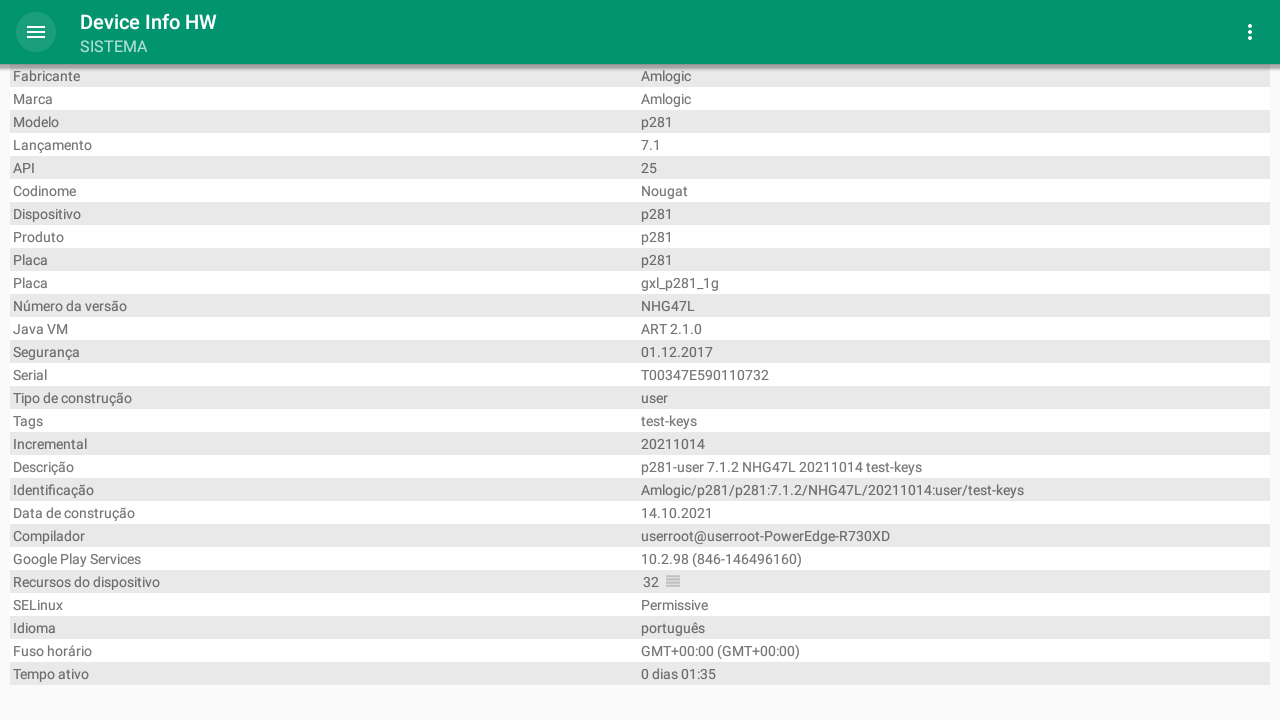 Device Info HW
SISTEMA
Fabricante Amlogic
Marca Amlogic
Modelo p281
Lançamento 7.1
API 25
Codinome Nougat
Dispositivo p281
Produto p281
Placa p281
Placa gxl_p281_1g
Número da versão NHG47L
Java VM ART 2.1.0
Segurança 01.12.2017
Serial T00347E590110732
Tipo de construção user
Tags test-keys
Incremental 20211014
Descrição p281-user 7.1.2 NHG47L 20211014 test-keys
Identificação Amlogic/p281/p281:7.1.2/NHG47L/20211014:user/test-keys
Data de construção 14.10.2021
Compilador userroot@userroot-PowerEdge-R730XD
Google Play Services 10.2.98 (846-146496160)
Recursos do dispositivo 32
SELinux Permissive
Idioma português
Fuso horário GMT+00:00 (GMT+00:00)
Tempo ativo 0 dias 01:35